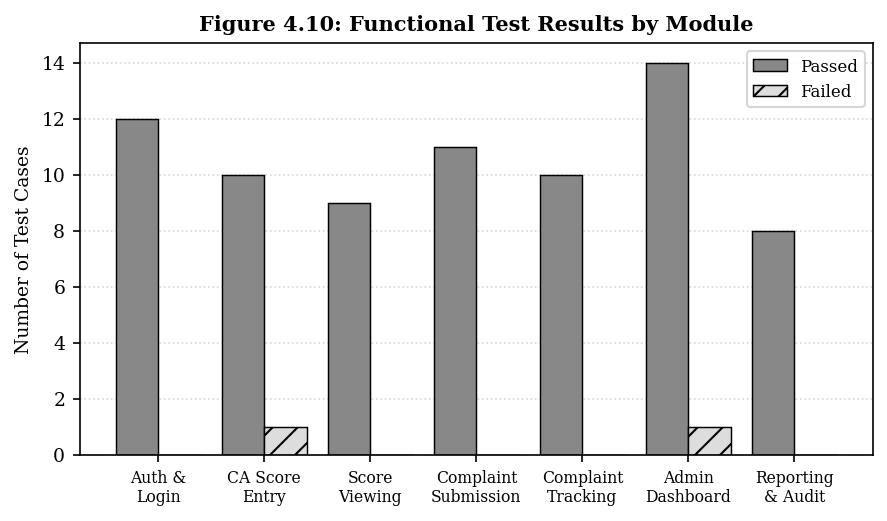 Figure 4.10: Functional Test Results by Module
Passed
Failed
Number of Test Cases
14
12
10
8
6
4
2
0
Auth &
Login
CA Score
Entry
Score
Viewing
Complaint
Submission
Complaint
Tracking
Admin
Dashboard
Reporting
& Audit